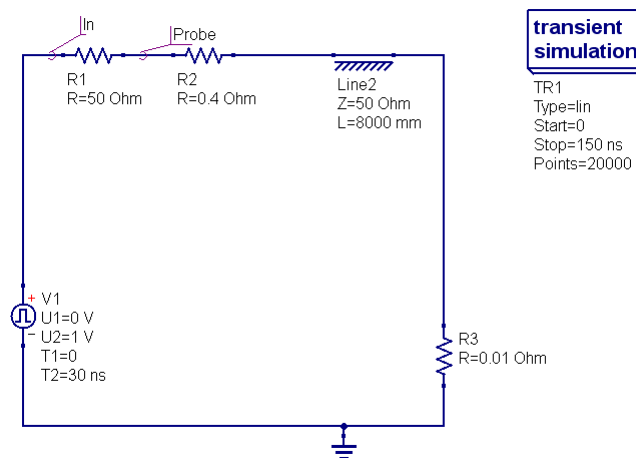 In
Probe
R1
R=50 Ohm
R2
R=0.4 Ohm
Line2
Z=50 Ohm
L=8000 mm
transient
simulation
TR1
Type=lin
Start=0
Stop=150 ns
Points=20000
+
V1
U1=0 V
−
U2=1 V
T1=0
T2=30 ns
R3
R=0.01 Ohm